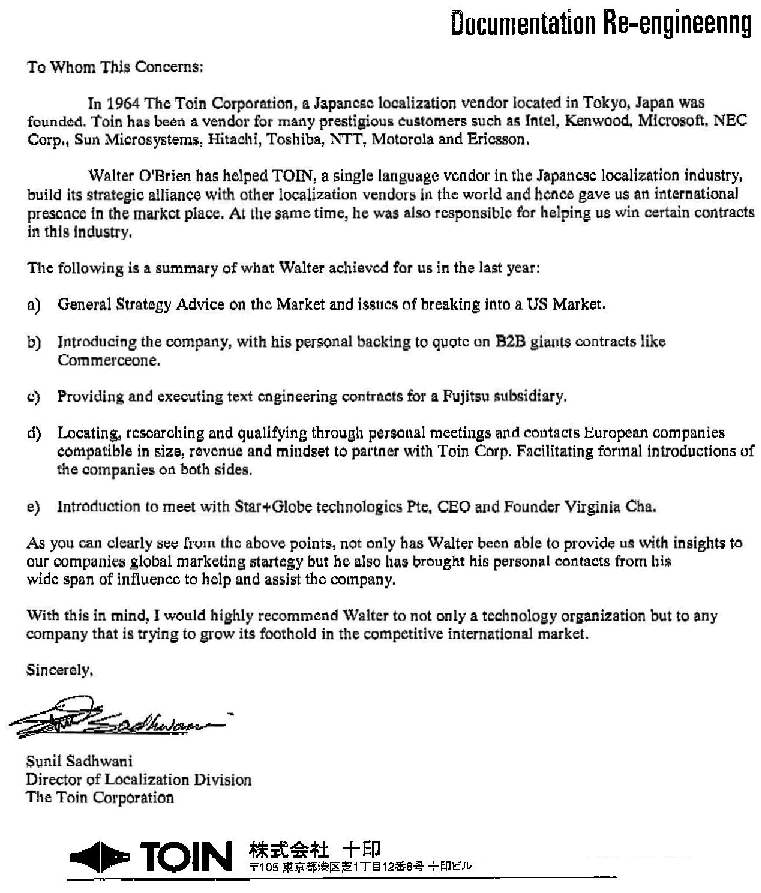 Documentation Re-engineenng
To Whom This Concerns:
In 1964 The Toin Corporation, a Japanese localization vendor located in Tokyo, Japan was
founded. Toin has been a vendor for many prestigious customers such as Intel, Kenwood, Microsoft, NEC
Corp., Sun Microsystems, Hitachi, Toshiba, NTT, Motorola and Ericsson.
Walter O'Brien has helped TOIN, a single language vendor in the Japanese localization industry,
build its strategic alliance with other localization vendors in the world and hence gave us an international
presence in the market place. At the same time, he was also responsible for helping us win certain contracts
in this industry.
The following is a summary of what Walter achieved for us in the last year:
a) General Strategy Advice on the Market and issues of breaking into a US Market.
b) Introducing the company, with his personal backing to quote on B2B giants contracts like
Commerceone.
c) Providing and executing text engineering contracts for a Fujitsu subsidiary.
d) Locating, researching and qualifying through personal meetings and contacts European companies
compatible in size, revenue and mindset to partner with Toin Corp. Facilitating formal introductions of
the companies on both sides.
e) Introduction to meet with Star+Globe technologies Pte, CEO and Founder Virginia Cha.
As you can clearly see from the above points, not only has Walter been able to provide us with insights to
our companies global marketing startegy but he also has brought his personal contacts from his
wide span of influence to help and assist the company.
With this in mind, I would highly recommend Walter to not only a technology organization but to any
company that is trying to grow its foothold in the competitive international market.
Sincerely,
Sunil Sadhwani
Sunil Sadhwani
Director of Localization Division
The Toin Corporation
TOIN 株式会社 十印
〒105 東京都港区芝1丁目12番8号 十印ビル